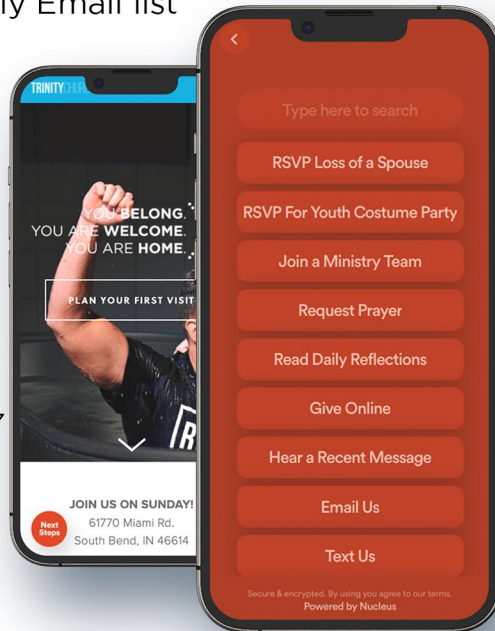 Email list
TRINITYCHUR
YOU BELONG.
YOU ARE WELCOME.
YOU ARE HOME.
PLAN YOUR FIRST VISIT
JOIN US ON SUNDAY!
61770 Miami Rd.
South Bend, IN 46614
Next
Steps
Type here to search
RSVP Loss of a Spouse
RSVP For Youth Costume Party
Join a Ministry Team
Request Prayer
Read Daily Reflections
Give Online
Hear a Recent Message
Email Us
Text Us
Secure & encrypted. By using you agree to our terms.
Powered by Nucleus